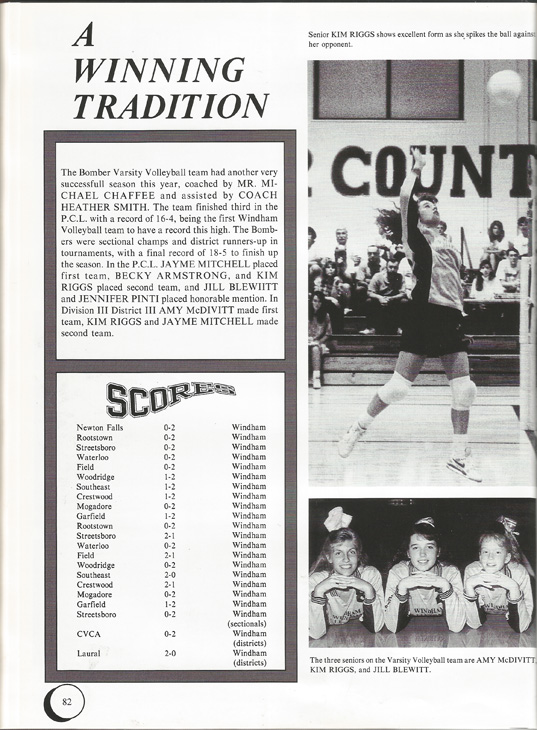 A
WINNING
TRADITION
Senior KIM RIGGS shows excellent form as she spikes the ball against
her opponent.
The Bomber Varsity Volleyball team had another very
successfull season this year, coached by MR. MI-
CHAEL CHAFFEE and assisted by COACH
HEATHER SMITH. The team finished third in the
P.C.L. with a record of 16-4, being the first Windham
Volleyball team to have a record this high. The Bomb-
ers were sectional champs and district runners-up in
tournaments, with a final record of 18-5 to finish up
the season. In the P.C.L. JAYME MITCHELL placed
first team, BECKY ARMSTRONG, and KIM
RIGGS placed second team, and JILL BLEWIITT
and JENNIFER PINTI placed honorable mention. In
Division III District III AMY McDIVITT made first
team, KIM RIGGS and JAYME MITCHELL made
second team.
COUNT
SCORES
Newton Falls 0-2 Windham
Rootstown 0-2 Windham
Streetsboro 0-2 Windham
Waterloo 0-2 Windham
Field 0-2 Windham
Woodridge 1-2 Windham
Southeast 1-2 Windham
Crestwood 1-2 Windham
Mogadore 0-2 Windham
Garfield 1-2 Windham
Rootstown 0-2 Windham
Streetsboro 2-1 Windham
Waterloo 0-2 Windham
Field 2-1 Windham
Woodridge 0-2 Windham
Southeast 2-0 Windham
Crestwood 2-1 Windham
Mogadore 0-2 Windham
Garfield 1-2 Windham
Streetsboro 0-2 Windham
(sectionals)
CVCA 0-2 Windham
(districts)
Laural 2-0 Windham
(districts)
WINDHAM WINDHAM WINDHAM
The three seniors on the Varsity Volleyball team are AMY McDIVITT
KIM RIGGS, and JILL BLEWITT.
82